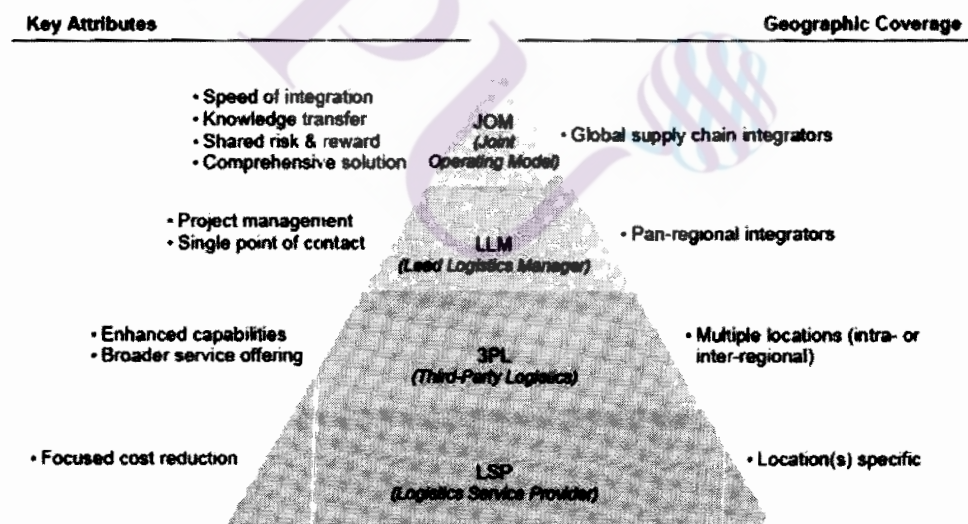 Key Attributes
Geographic Coverage
• Speed of integration
• Knowledge transfer
• Shared risk & reward
• Comprehensive solution
JOM
(Joint
Operating Model)
• Global supply chain integrators
• Project management
• Single point of contact
LLM
(Lead Logistics Manager)
• Pan-regional integrators
• Enhanced capabilities
• Broader service offering
3PL
(Third-Party Logistics)
• Multiple locations (intra- or
inter-regional)
• Focused cost reduction
LSP
(Logistics Service Provider)
• Location(s) specific